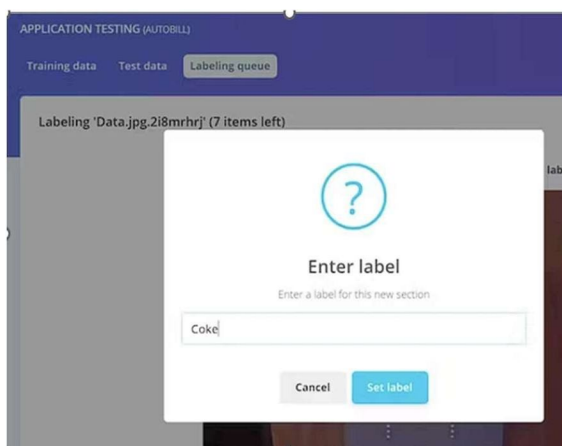 APPLICATION TESTING (AUTOBILL)
Training data Test data Labeling queue
Labeling 'Data.jpg.2i8mrhrj' (7 items left)
lab
?
Enter label
Enter a label for this new section
Coke
Cancel Set label